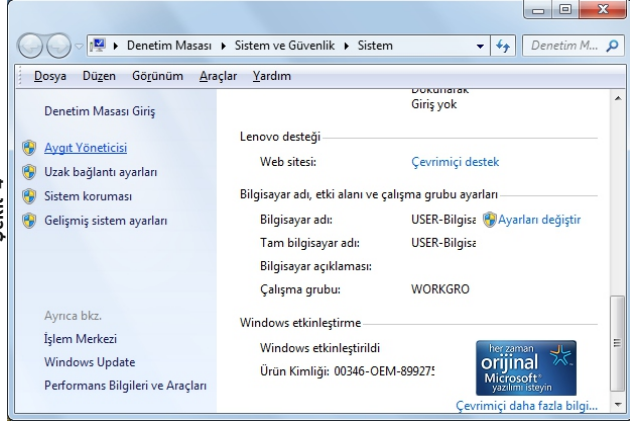 Denetim Masası ▸ Sistem ve Güvenlik ▸ Sistem
Denetim M...
Dosya Düzen Görünüm Araçlar Yardım
Denetim Masası Giriş
Aygıt Yöneticisi
Uzak bağlantı ayarları
Sistem koruması
Gelişmiş sistem ayarları
Ayrıca bkz.
İşlem Merkezi
Windows Update
Performans Bilgileri ve Araçları
Dokunarak
Giriş yok
Lenovo desteği
Web sitesi: Çevrimiçi destek
Bilgisayar adı, etki alanı ve çalışma grubu ayarları
Bilgisayar adı: USER-Bilgisa Ayarları değiştir
Tam bilgisayar adı: USER-Bilgisa
Bilgisayar açıklaması:
Çalışma grubu: WORKGRO
Windows etkinleştirme
Windows etkinleştirildi
Ürün Kimliği: 00346-OEM-899275
her zaman
orijinal
Microsoft
yazılımı isteyin
Çevrimiçi daha fazla bilgi...